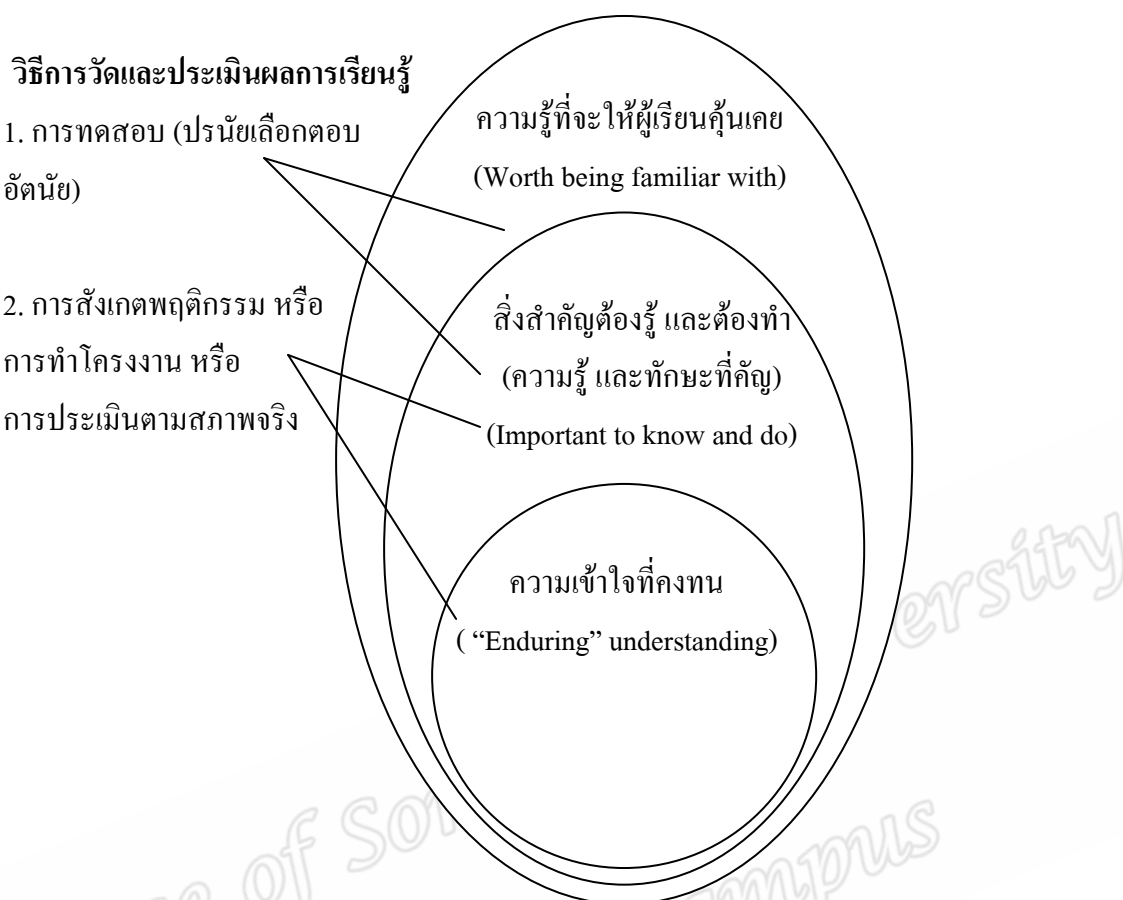 วิธีการวัดและประเมินผลการเรียนรู้
1. การทดสอบ (ปรนัยเลือกตอบ
อัตนัย)
2. การสังเกตพฤติกรรม หรือ
การทำโครงงาน หรือ
การประเมินตามสภาพจริง
ความรู้ที่จะให้ผู้เรียนคุ้นเคย
(Worth being familiar with)
สิ่งสำคัญต้องรู้ และต้องทำ
(ความรู้ และทักษะที่คัญ)
(Important to know and do)
ความเข้าใจที่คงทน
( “Enduring” understanding)
of